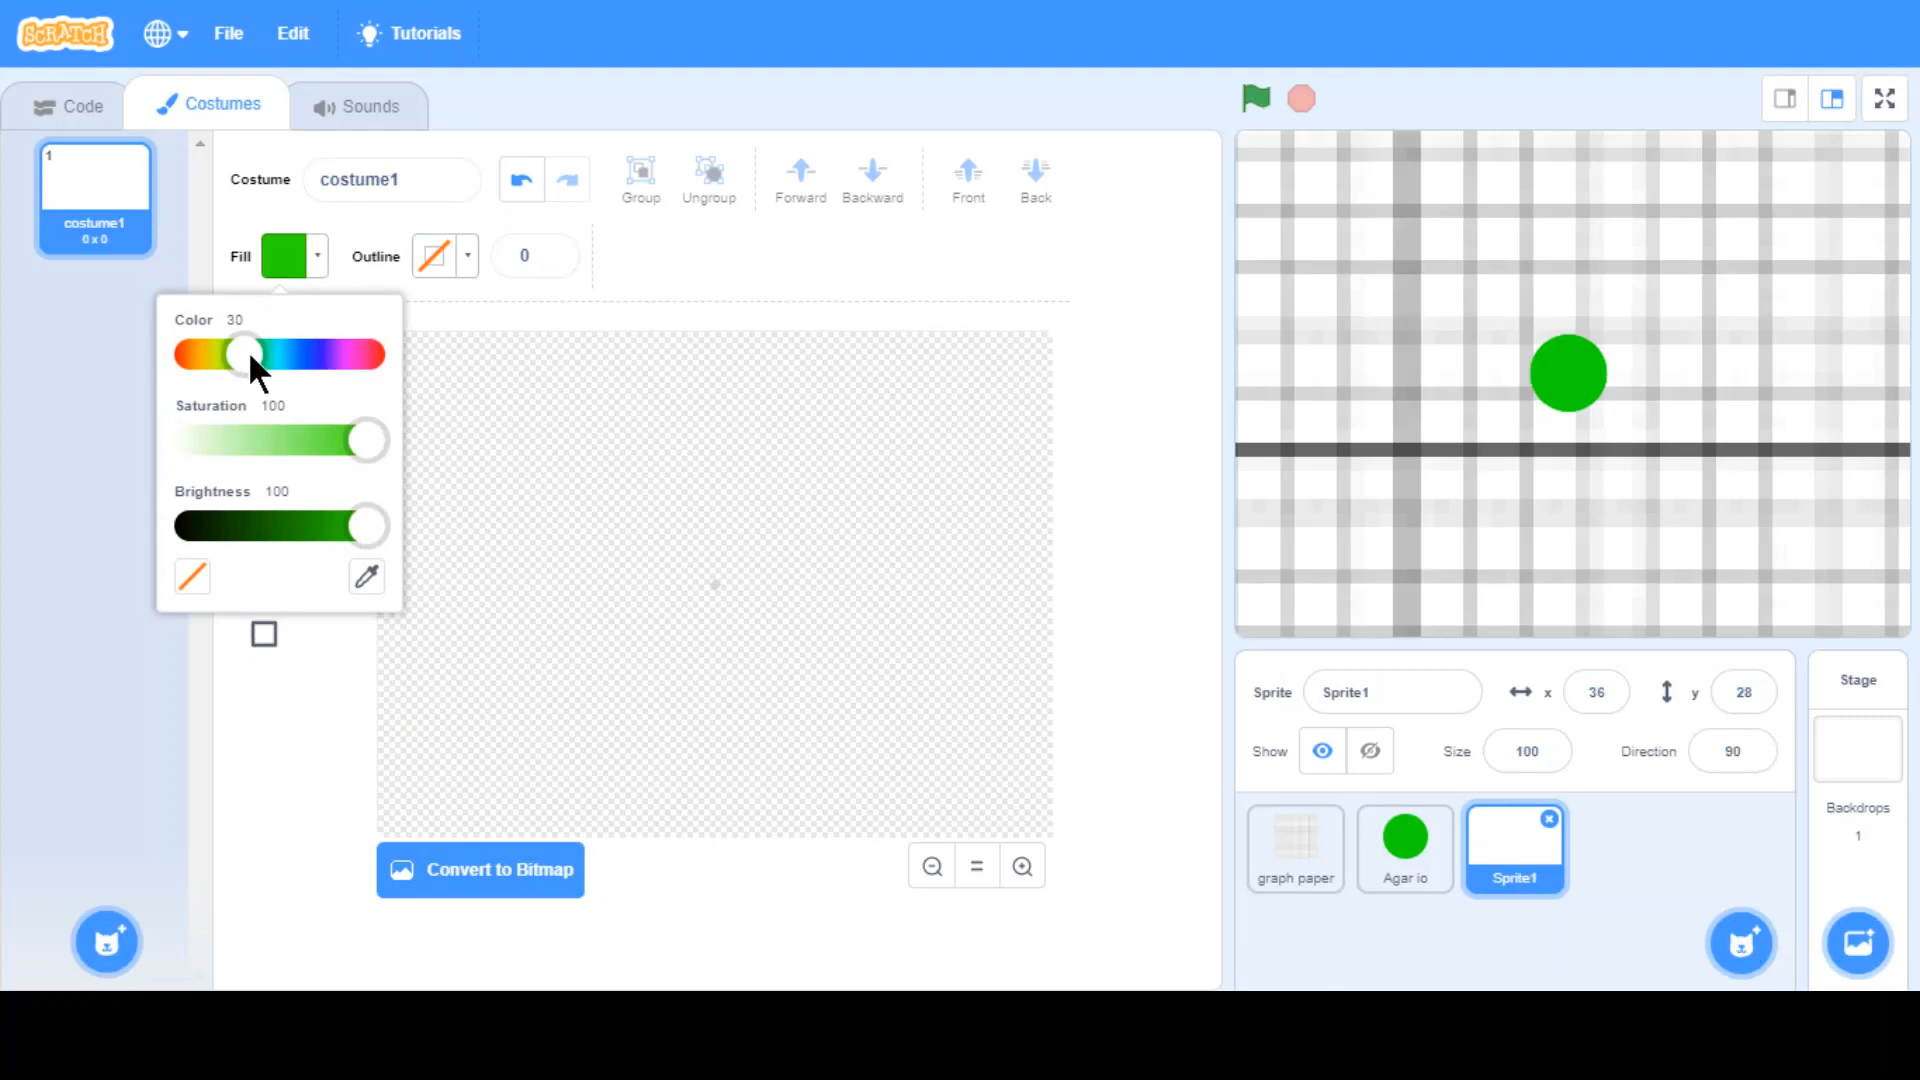 SCRATCH File Edit Tutorials
Code Costumes Sounds
1
costume1
0 x 0
Costume costume1 Group Ungroup Forward Backward Front Back
Fill Outline 0
Color 30
Saturation 100
Brightness 100
Convert to Bitmap
Sprite Sprite1 x 36 y 28
Show Size 100 Direction 90
graph paper Agar io Sprite1
Stage
Backdrops
1